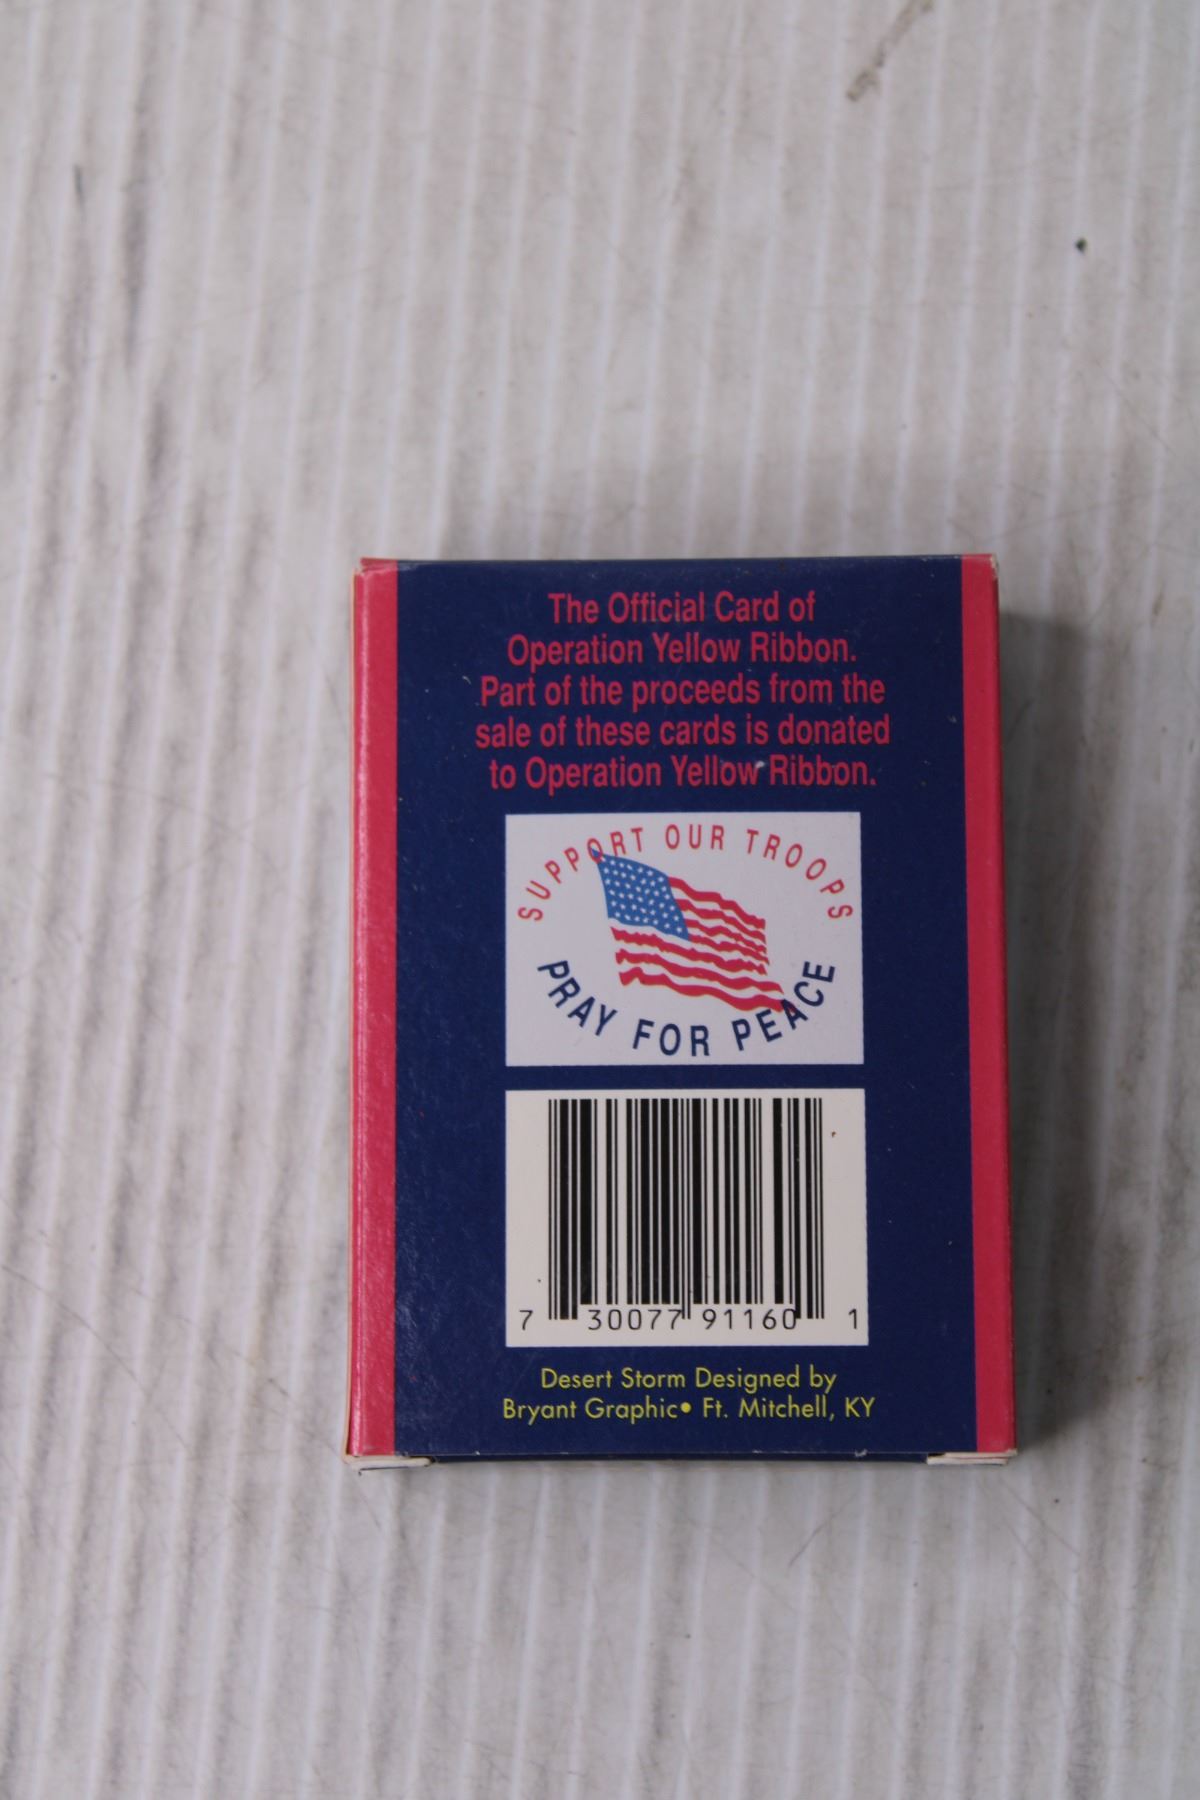 The Official Card of
Operation Yellow Ribbon.
Part of the proceeds from the
sale of these cards is donated
to Operation Yellow Ribbon.
SUPPORT OUR TROOPS
PRAY FOR PEACE
7 30077 91160 1
Desert Storm Designed by
Bryant Graphic• Ft. Mitchell, KY